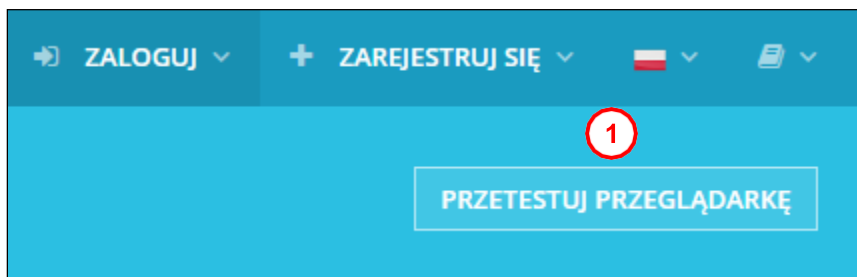 ZALOGUJ ZAREJESTRUJ SIĘ
1
PRZETESTUJ PRZEGLĄDARKĘ